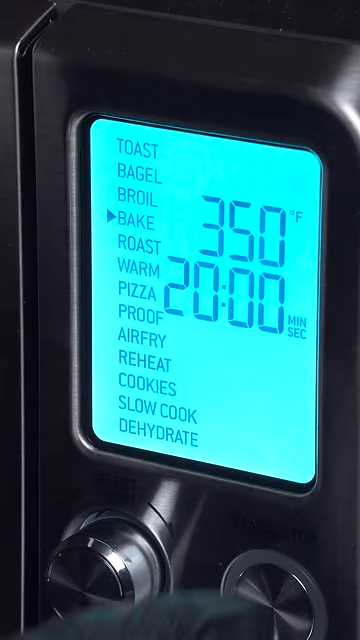 TOAST
BAGEL
BROIL
BAKE
ROAST
WARM
PIZZA
PROOF
AIRFRY
REHEAT
COOKIES
SLOW COOK
DEHYDRATE
350°F
20:00 MIN SEC
SELECT